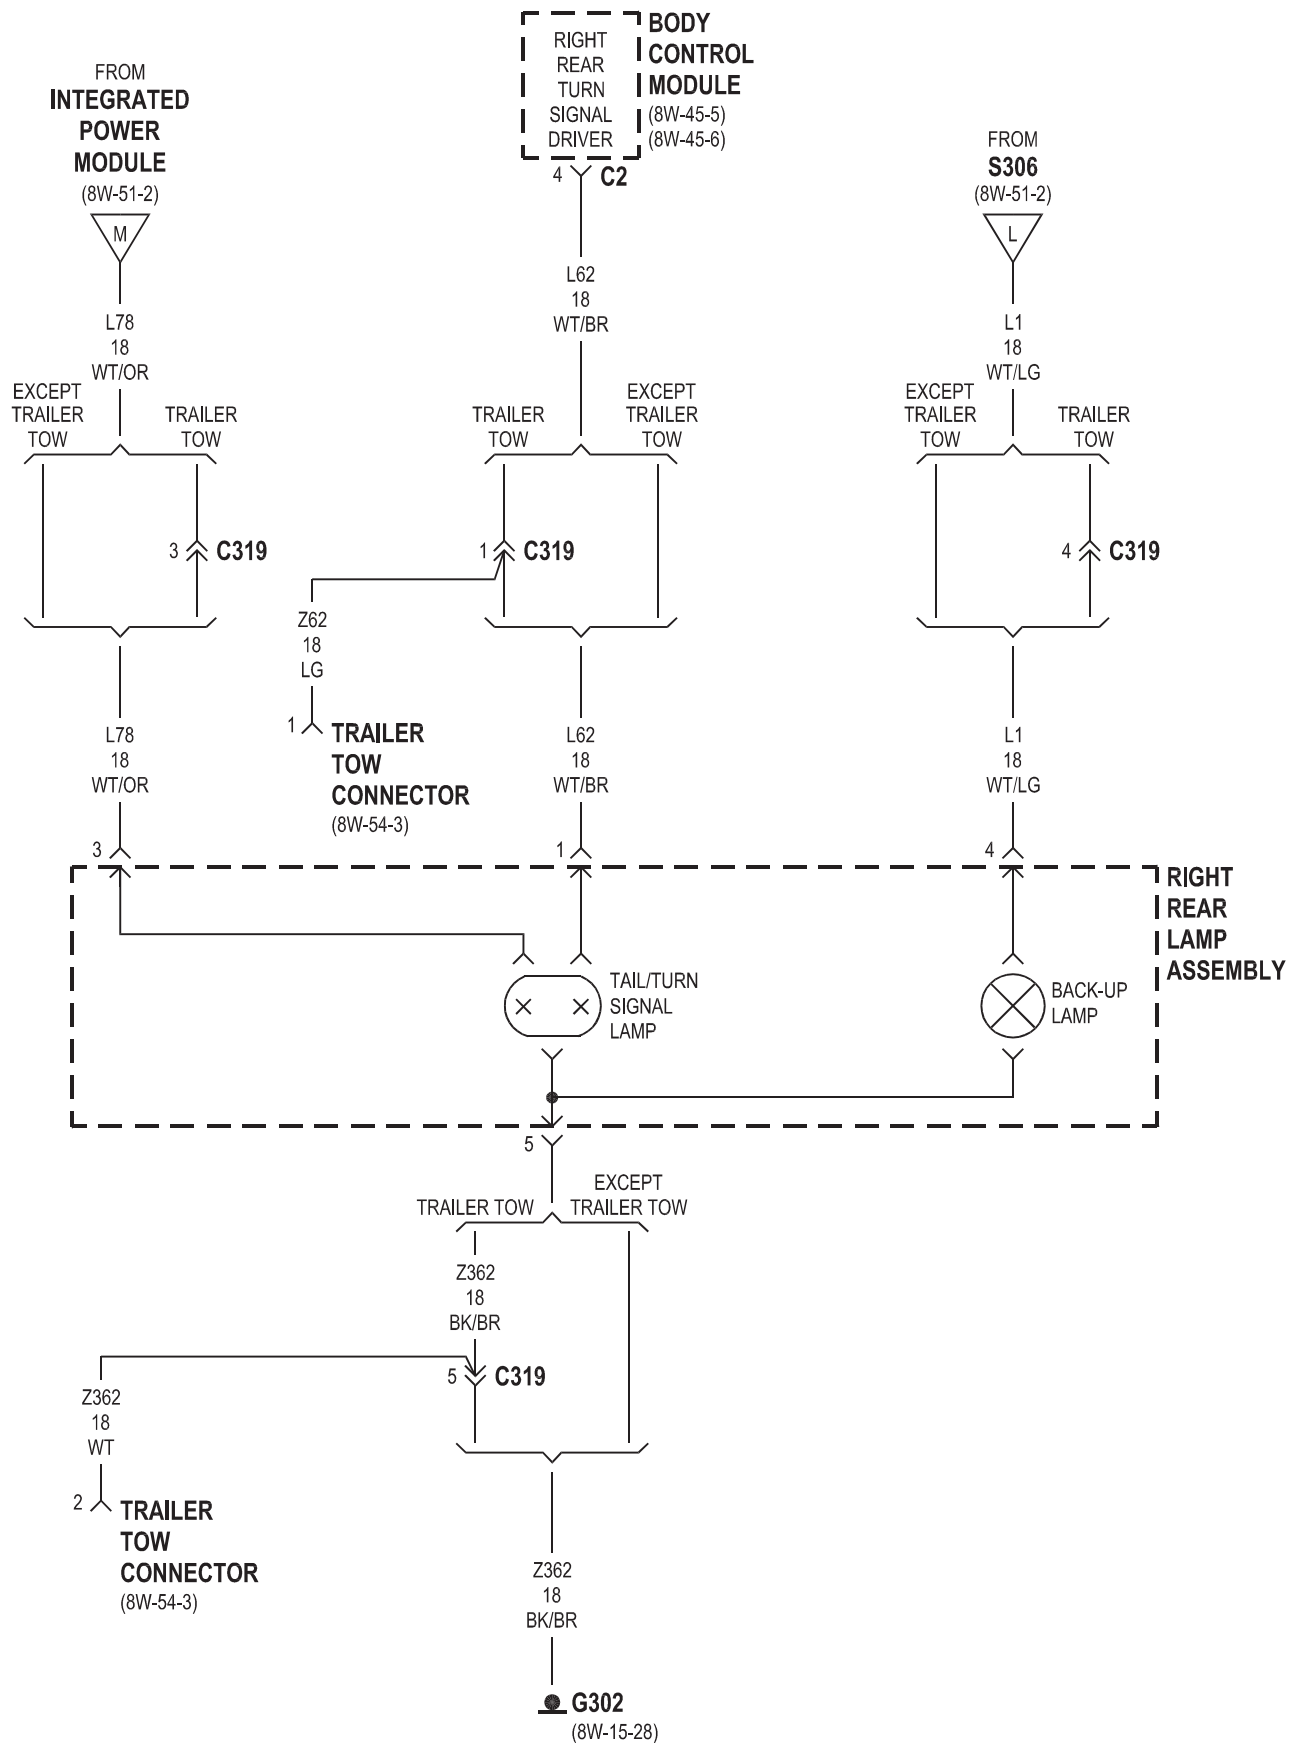 RIGHT
REAR
TURN
SIGNAL
DRIVER
BODY
CONTROL
MODULE
(8W-45-5)
(8W-45-6)
4
C2
FROM
INTEGRATED
POWER
MODULE
(8W-51-2)
M
FROM
S306
(8W-51-2)
L
L78
18
WT/OR
L62
18
WT/BR
L1
18
WT/LG
EXCEPT
TRAILER
TOW
TRAILER
TOW
TRAILER
TOW
EXCEPT
TRAILER
TOW
EXCEPT
TRAILER
TOW
TRAILER
TOW
3
C319
1
C319
4
C319
Z62
18
LG
1
TRAILER
TOW
CONNECTOR
(8W-54-3)
L78
18
WT/OR
L62
18
WT/BR
L1
18
WT/LG
3
1
4
RIGHT
REAR
LAMP
ASSEMBLY
TAIL/TURN
SIGNAL
LAMP
BACK-UP
LAMP
5
TRAILER TOW
EXCEPT
TRAILER TOW
Z362
18
BK/BR
5
C319
Z362
18
WT
2
TRAILER
TOW
CONNECTOR
(8W-54-3)
Z362
18
BK/BR
G302
(8W-15-28)